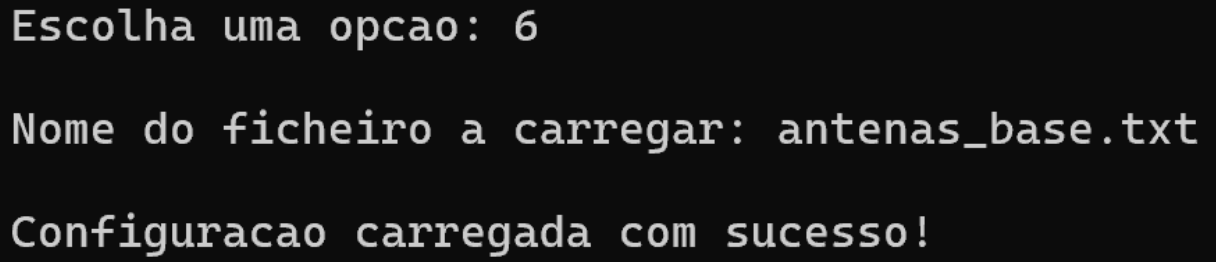 Escolha uma opcao: 6
Nome do ficheiro a carregar: antenas_base.txt
Configuracao carregada com sucesso!